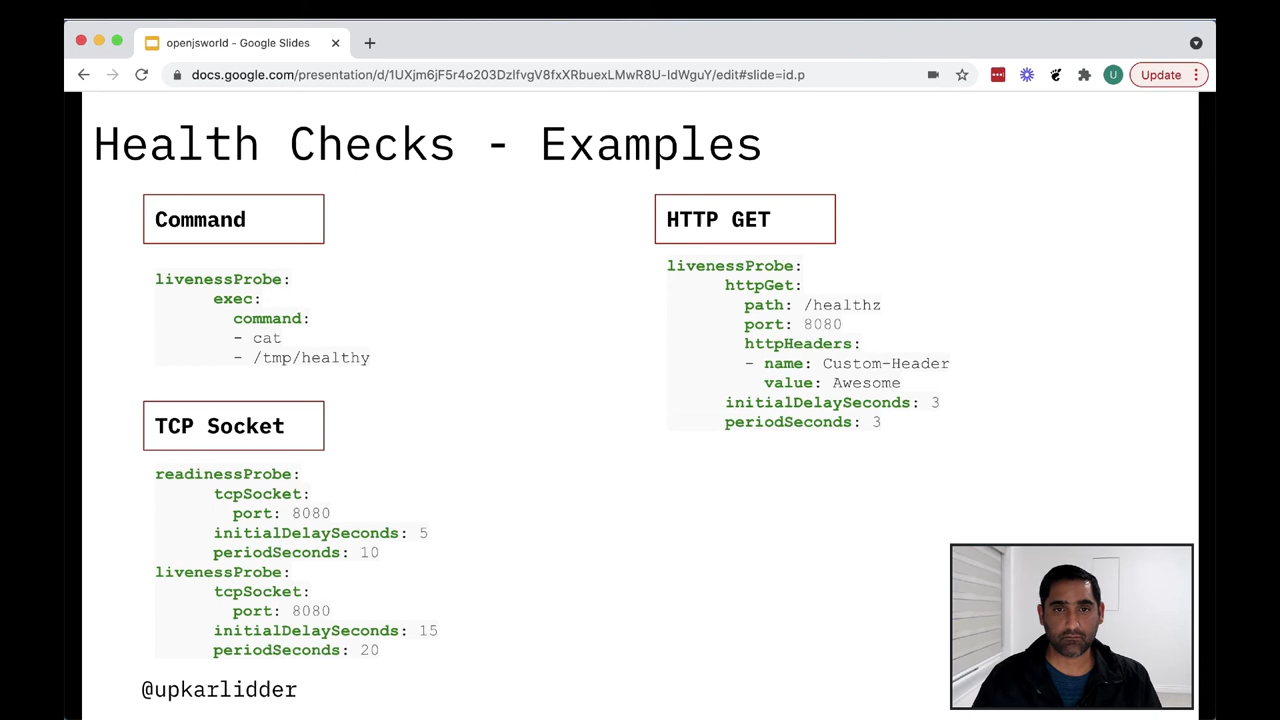 openjsworld - Google Slides
docs.google.com/presentation/d/1UXjm6jF5r4o203DzIfvgV8fxXRbuexLMwR8U-IdWguY/edit#slide=id.p
U
Update
Health Checks - Examples
Command
livenessProbe:
exec:
command:
- cat
- /tmp/healthy
TCP Socket
readinessProbe:
tcpSocket:
port: 8080
initialDelaySeconds: 5
periodSeconds: 10
livenessProbe:
tcpSocket:
port: 8080
initialDelaySeconds: 15
periodSeconds: 20
HTTP GET
livenessProbe:
httpGet:
path: /healthz
port: 8080
httpHeaders:
- name: Custom-Header
value: Awesome
initialDelaySeconds: 3
periodSeconds: 3
@upkarlidder